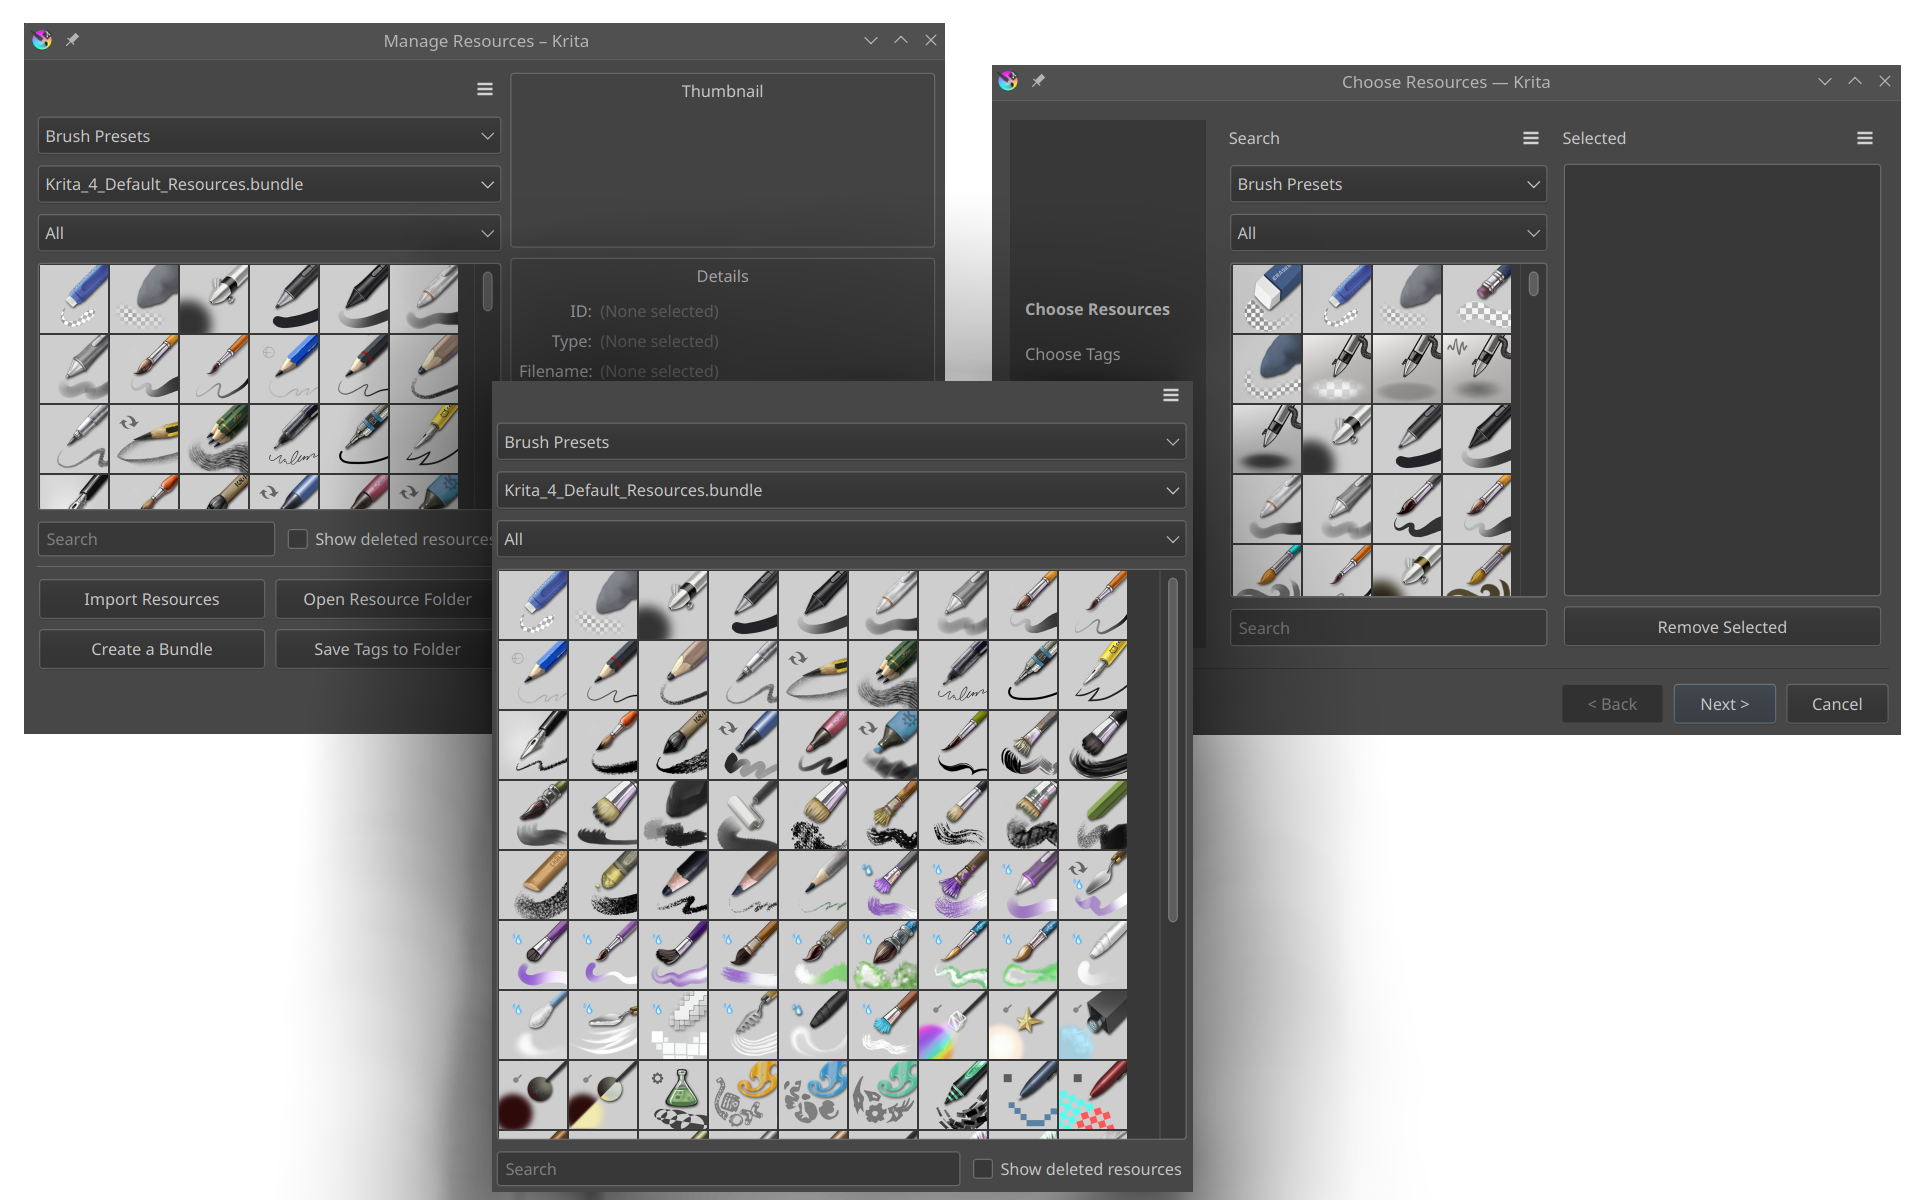 Manage Resources – Krita
Brush Presets
Krita_4_Default_Resources.bundle
All
Search
Show deleted resources
Import Resources
Open Resource Folder
Create a Bundle
Save Tags to Folder
Thumbnail
Details
ID: (None selected)
Type: (None selected)
Filename: (None selected)
Choose Resources — Krita
Choose Resources
Choose Tags
Search
Brush Presets
All
Search
Selected
Remove Selected
< Back
Next >
Cancel
Brush Presets
Krita_4_Default_Resources.bundle
All
Search
Show deleted resources